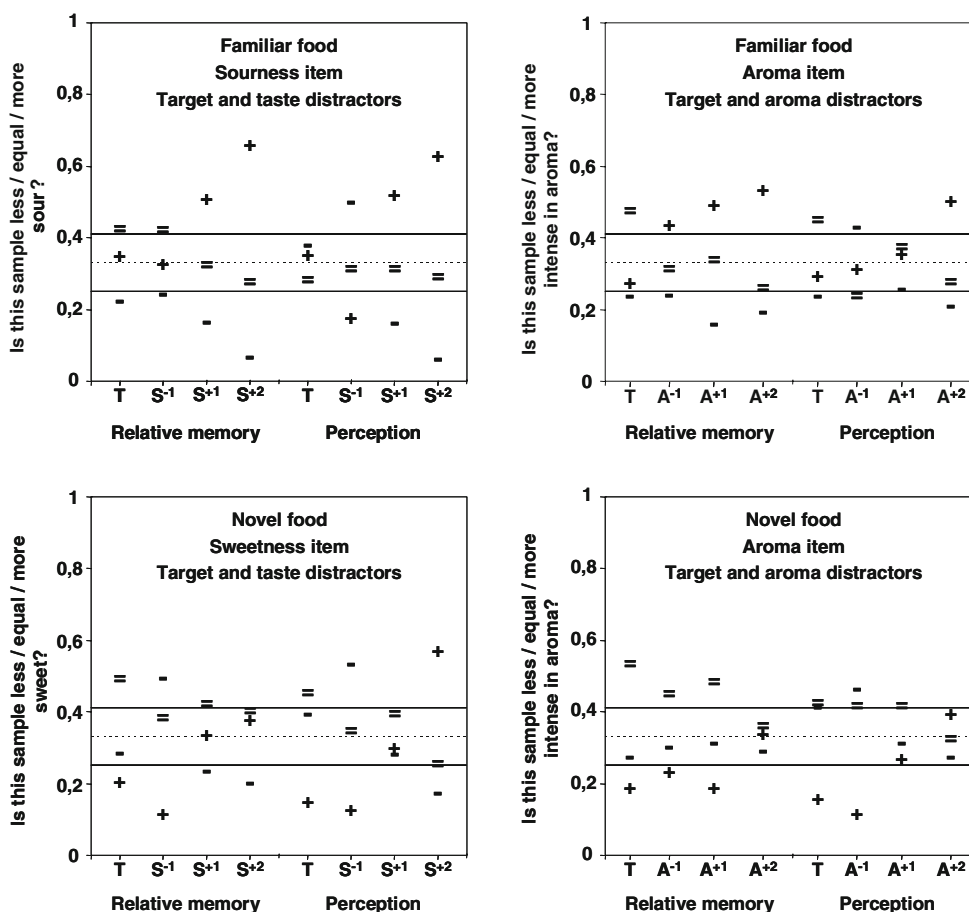 Is this sample less / equal / more
sour ?
1
0,8
0,6
0,4
0,2
0
Familiar food
Sourness item
Target and taste distractors
T S-1 S+1 S+2 T S-1 S+1 S+2
Relative memory Perception
Is this sample less / equal / more
intense in aroma?
1
0,8
0,6
0,4
0,2
0
Familiar food
Aroma item
Target and aroma distractors
T A-1 A+1 A+2 T A-1 A+1 A+2
Relative memory Perception
Is this sample less / equal / more
sweet?
1
0,8
0,6
0,4
0,2
0
Novel food
Sweetness item
Target and taste distractors
T S-1 S+1 S+2 T S-1 S+1 S+2
Relative memory Perception
Is this sample less / equal / more
intense in aroma?
1
0,8
0,6
0,4
0,2
0
Novel food
Aroma item
Target and aroma distractors
T A-1 A+1 A+2 T A-1 A+1 A+2
Relative memory Perception